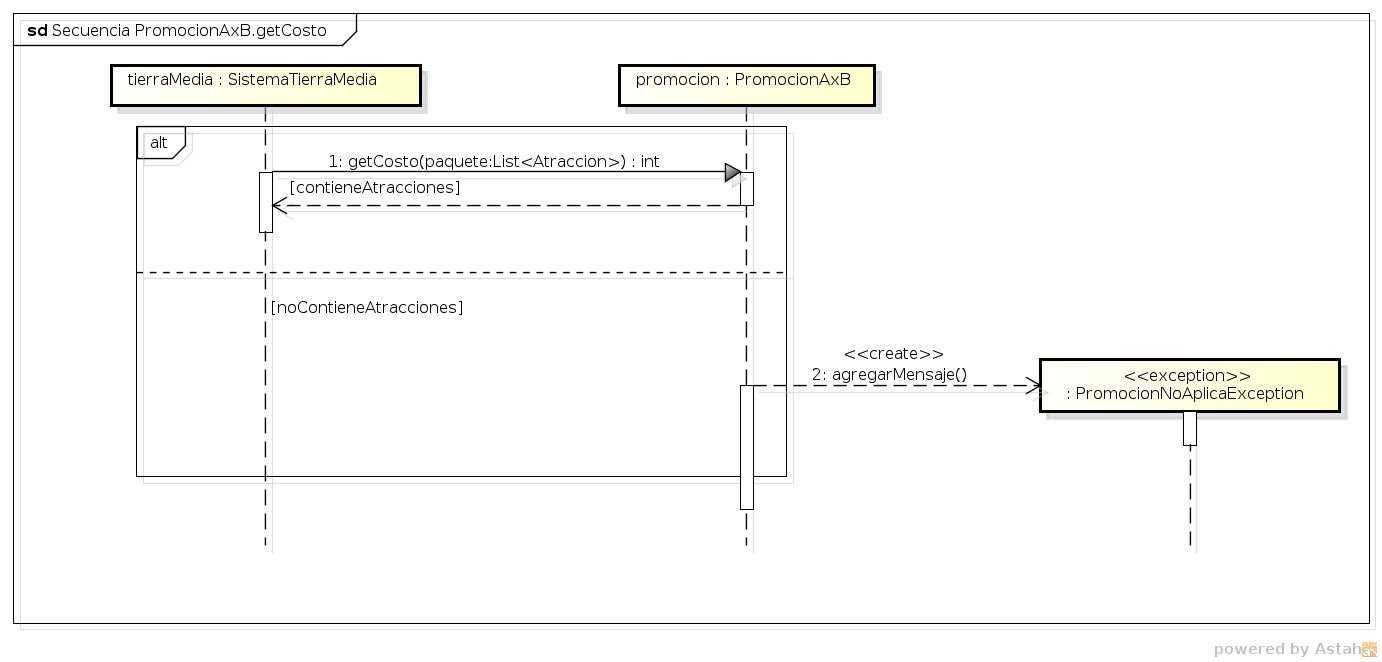 sd Secuencia PromocionAxB.getCosto
tierraMedia : SistemaTierraMedia
promocion : PromocionAxB
alt
1: getCosto(paquete:List<Atraccion>) : int
[contieneAtracciones]
[noContieneAtracciones]
<<create>>
2: agregarMensaje()
<<exception>>
: PromocionNoAplicaException
powered by Astah